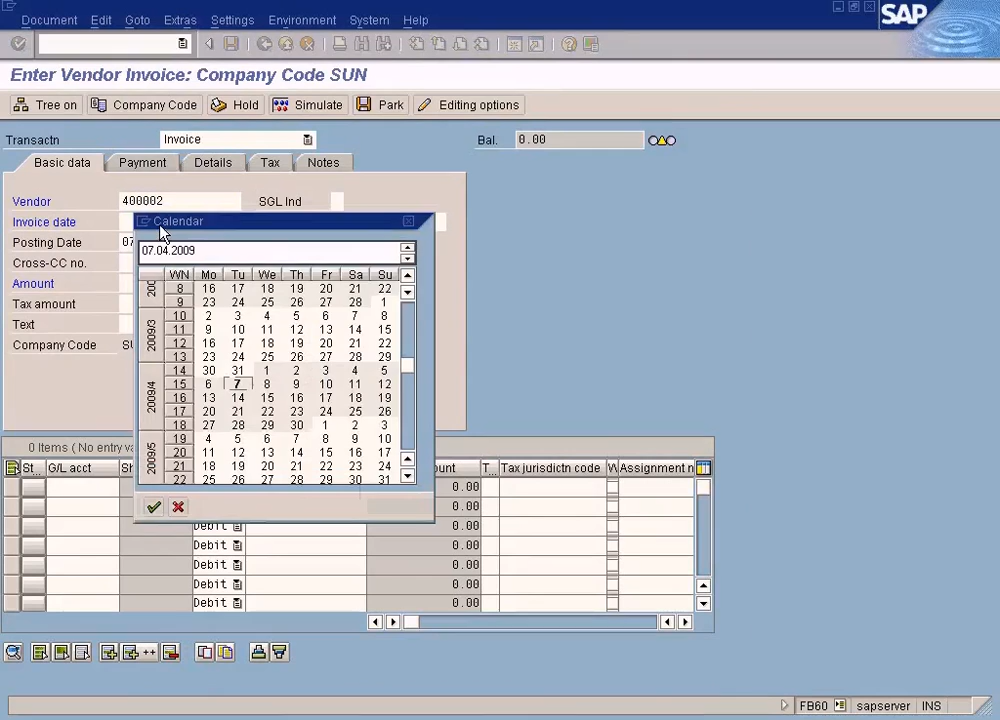 Document Edit Goto Extras Settings Environment System Help
SAP
Enter Vendor Invoice: Company Code SUN
Tree on Company Code Hold Simulate Park Editing options
Transactn Invoice Bal. 0.00
Basic data Payment Details Tax Notes
Vendor 400002 SGL Ind
Invoice date
Calendar
Posting Date 07
07.04.2009
Cross-CC no.
Amount
Tax amount
Text
Company Code SU
WN Mo Tu We Th Fr Sa Su
200 8 16 17 18 19 20 21 22
9 23 24 25 26 27 28 1
2009/3 10 2 3 4 5 6 7 8
11 9 10 11 12 13 14 15
12 16 17 18 19 20 21 22
13 23 24 25 26 27 28 29
2009/4 14 30 31 1 2 3 4 5
15 6 7 8 9 10 11 12
16 13 14 15 16 17 18 19
17 20 21 22 23 24 25 26
18 27 28 29 30 1 2 3
2009/5 19 4 5 6 7 8 9 10
20 11 12 13 14 15 16 17
21 18 19 20 21 22 23 24
22 25 26 27 28 29 30 31
0 Items ( No entry va
St... G/L acct Sh ount T... Tax jurisdictn code W Assignment n
0.00
0.00
Debit 0.00
Debit 0.00
Debit 0.00
Debit 0.00
Debit 0.00
FB60 sapserver INS